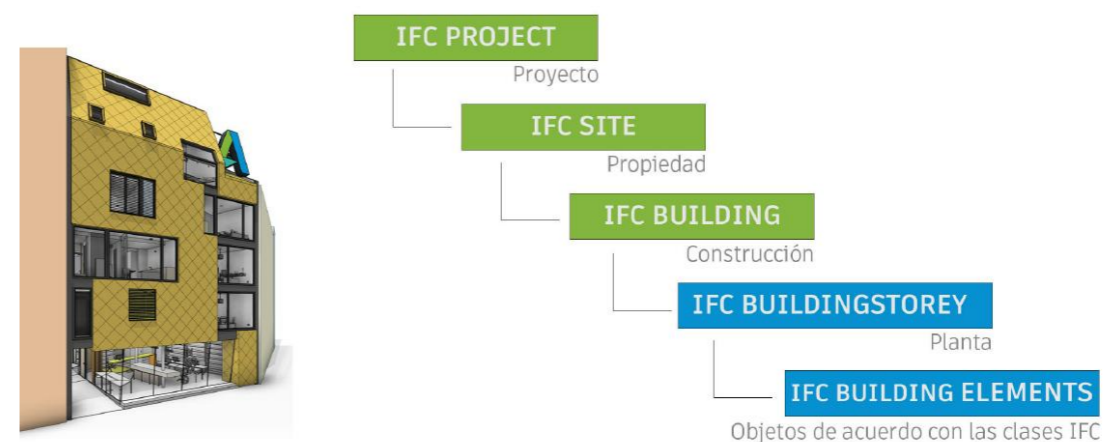 IFC PROJECT
Proyecto
IFC SITE
Propiedad
IFC BUILDING
Construcción
IFC BUILDINGSTOREY
Planta
IFC BUILDING ELEMENTS
Objetos de acuerdo con las clases IFC